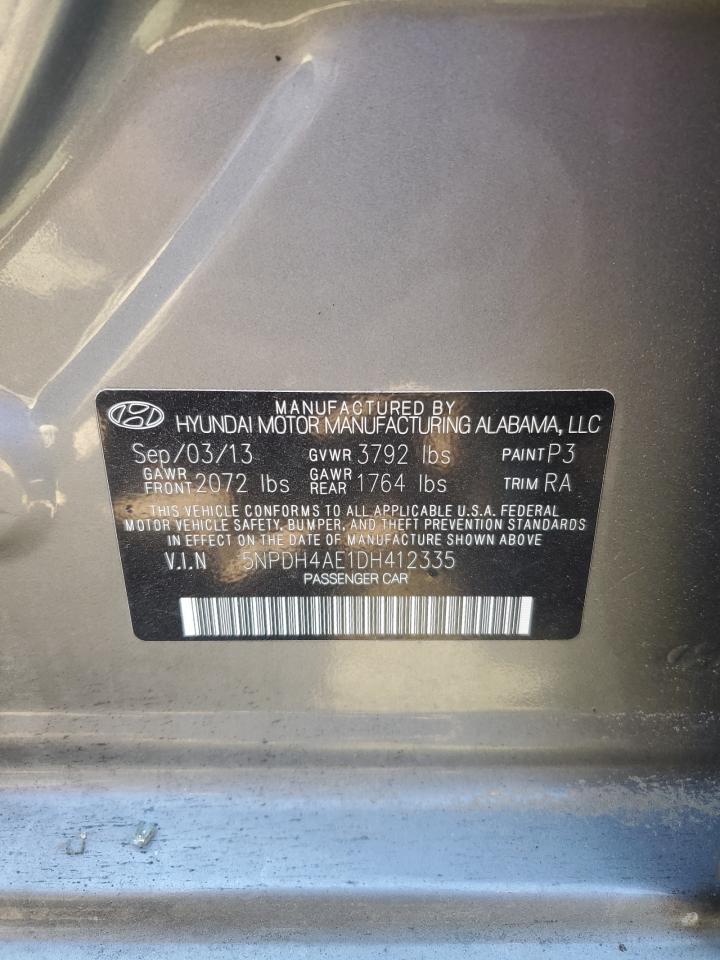 MANUFACTURED BY
HYUNDAI MOTOR MANUFACTURING ALABAMA, LLC
Sep/03/13 GVWR 3792 lbs PAINT P3
GAWR FRONT 2072 lbs GAWR REAR 1764 lbs TRIM RA
THIS VEHICLE CONFORMS TO ALL APPLICABLE U.S.A. FEDERAL
MOTOR VEHICLE SAFETY, BUMPER, AND THEFT PREVENTION STANDARDS
IN EFFECT ON THE DATE OF MANUFACTURE SHOWN ABOVE
V.I.N 5NPDH4AE1DH412335
PASSENGER CAR